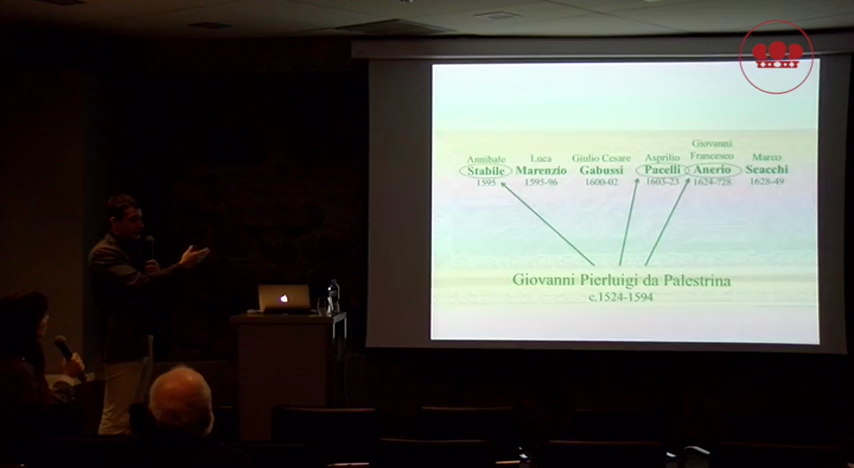 Annibale
Stabile
1595
Luca
Marenzio
1595-96
Giulio Cesare
Gabussi
1600-02
Asprilio
Pacelli
1603-23
Giovanni
Francesco
Anerio
1624-?28
Marco
Scacchi
1628-49
Giovanni Pierluigi da Palestrina
c.1524-1594